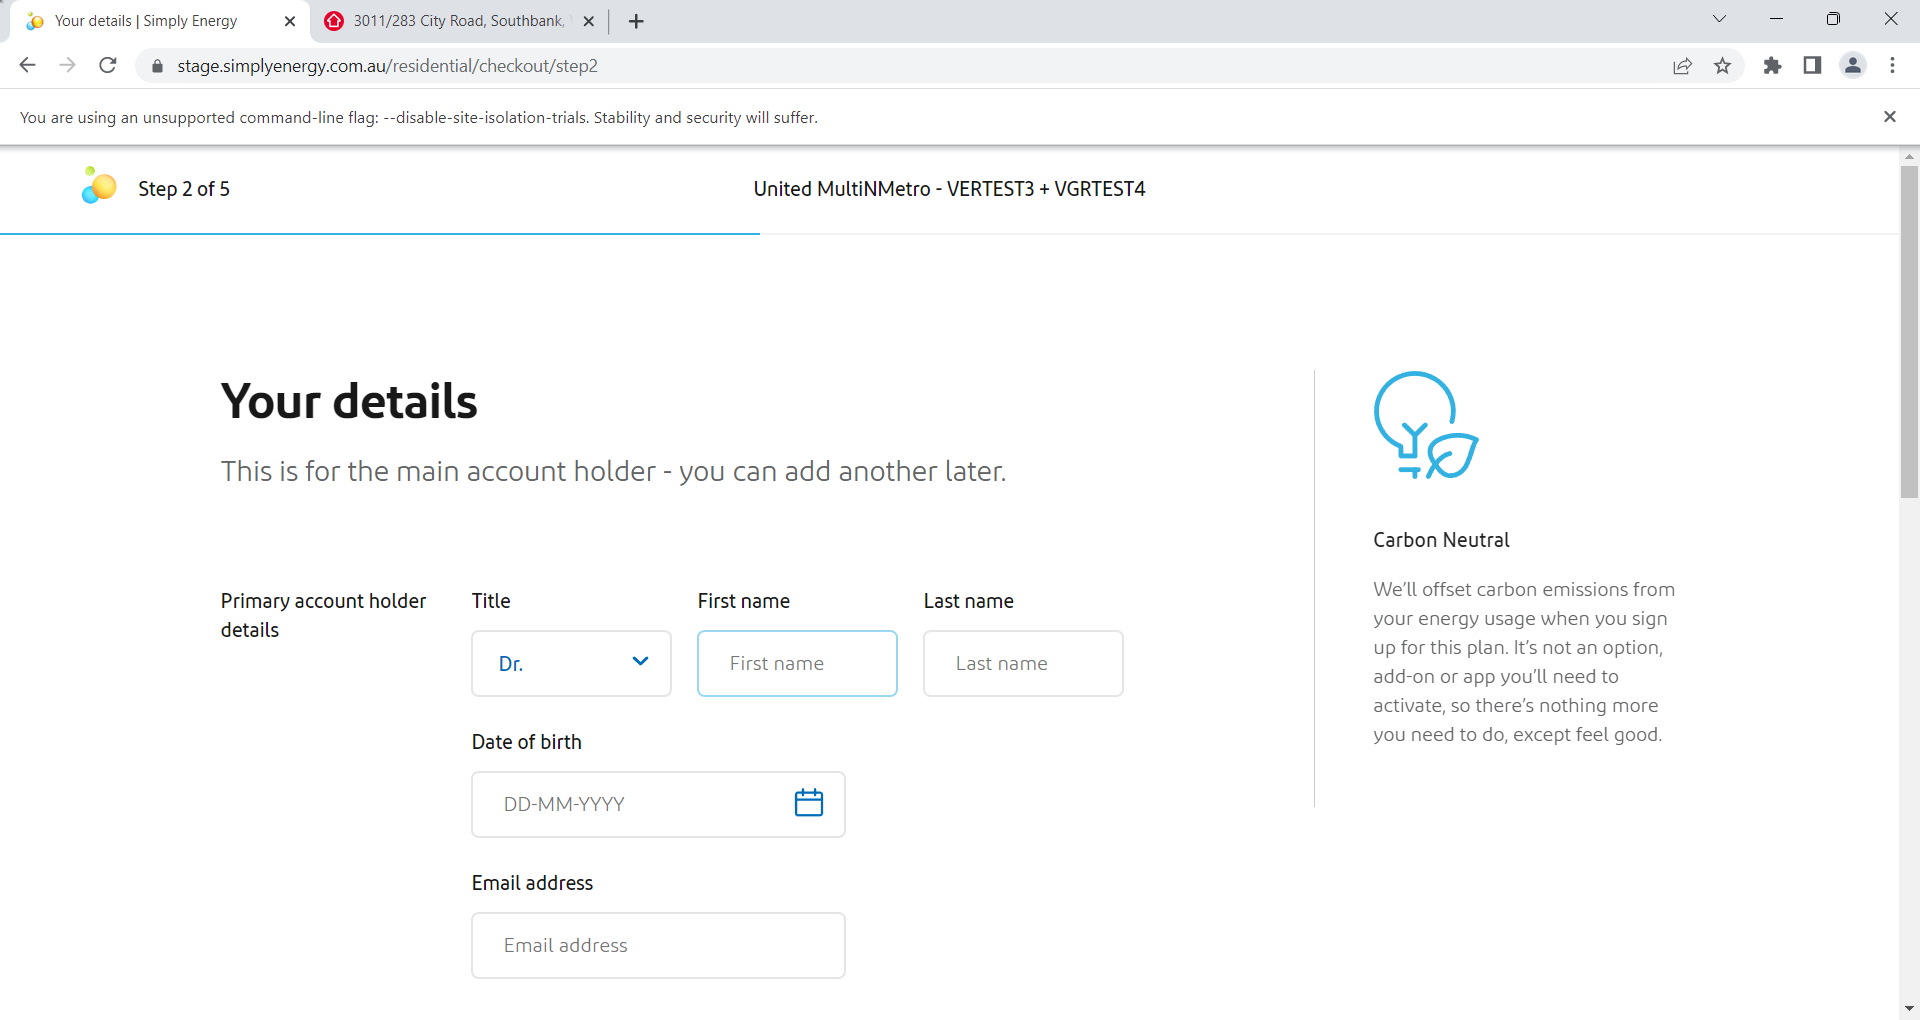 Your details | Simply Energy
3011/283 City Road, Southbank,
stage.simplyenergy.com.au/residential/checkout/step2
You are using an unsupported command-line flag: --disable-site-isolation-trials. Stability and security will suffer.
Step 2 of 5
United MultiNMetro - VERTEST3 + VGRTEST4
Your details
This is for the main account holder - you can add another later.
Primary account holder
details
Title
First name
Last name
Dr.
First name
Last name
Date of birth
DD-MM-YYYY
Email address
Email address
Carbon Neutral
We’ll offset carbon emissions from
your energy usage when you sign
up for this plan. It’s not an option,
add-on or app you’ll need to
activate, so there’s nothing more
you need to do, except feel good.